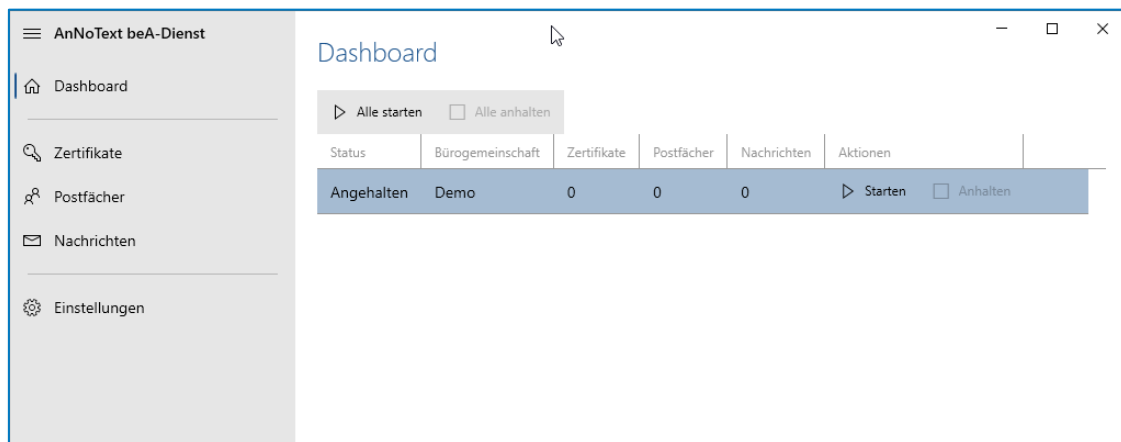 AnNoText beA-Dienst
Dashboard
Zertifikate
Postfächer
Nachrichten
Einstellungen
Dashboard
Alle starten Alle anhalten
Status Bürogemeinschaft Zertifikate Postfächer Nachrichten Aktionen
Angehalten Demo 0 0 0 Starten Anhalten